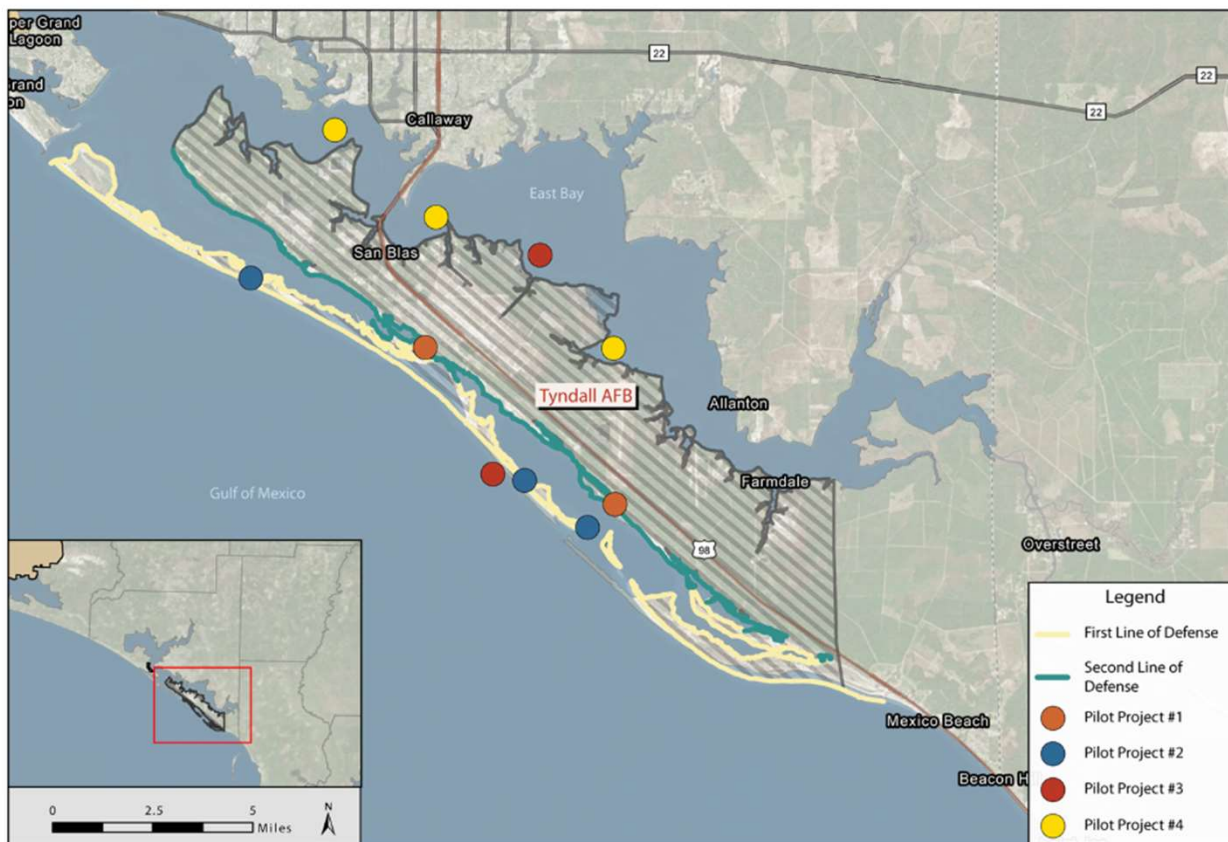 per Grand
Lagoon
22
22
22
rand
on
Callaway
East Bay
San Blas
Tyndall AFB
Allanton
Farmdale
Gulf of Mexico
98
Overstreet
Mexico Beach
Beacon H
Legend
First Line of Defense
Second Line of
Defense
Pilot Project #1
Pilot Project #2
Pilot Project #3
Pilot Project #4
0 2.5 5
Miles
N